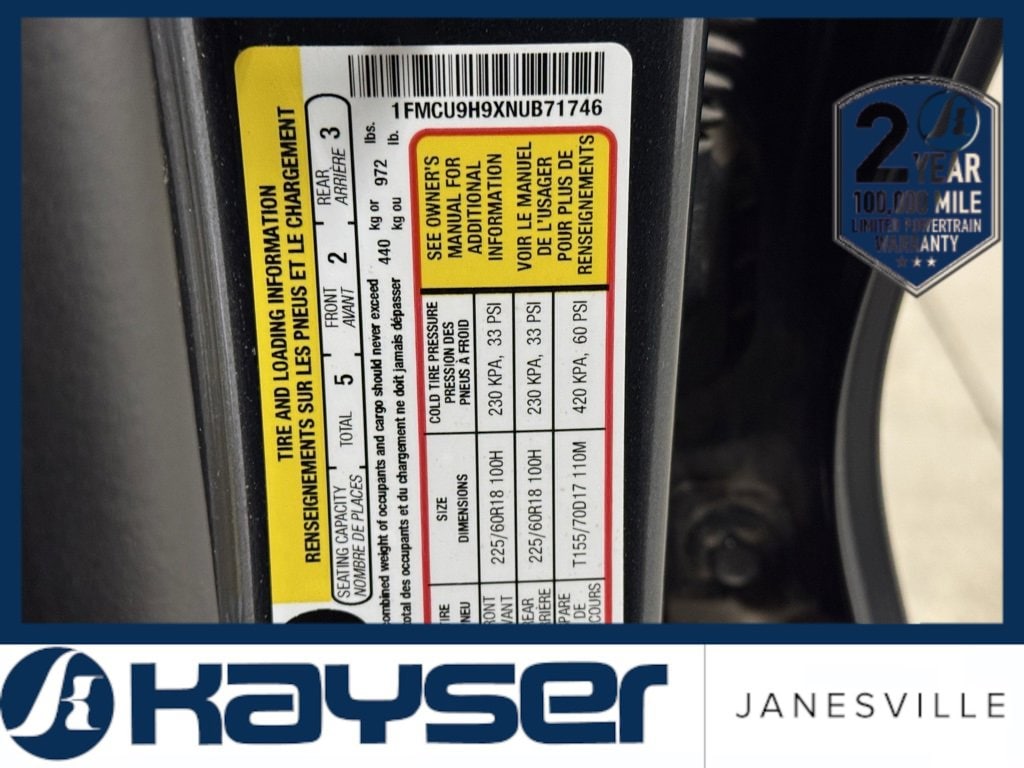 1FMCU9H9XNUB71746
TIRE AND LOADING INFORMATION
RENSEIGNEMENTS SUR LES PNEUS ET LE CHARGEMENT
SEATING CAPACITY TOTAL 5 FRONT 2 REAR 3
NOMBRE DE PLACES AVANT ARRIÈRE
combined weight of occupants and cargo should never exceed 440 kg or 972 lbs.
total des occupants et du chargement ne doit jamais dépasser kg ou lb.
SIZE
DIMENSIONS
COLD TIRE PRESSURE
PRESSION DES
PNEUS À FROID
225/60R18 100H 230 KPA, 33 PSI
225/60R18 100H 230 KPA, 33 PSI
T155/70D17 110M 420 KPA, 60 PSI
SEE OWNER'S
MANUAL FOR
ADDITIONAL
INFORMATION
VOIR LE MANUEL
DE L'USAGER
POUR PLUS DE
RENSEIGNEMENTS
2 YEAR
100,000 MILE
LIMITED POWERTRAIN
WARRANTY
Kayser
JANESVILLE